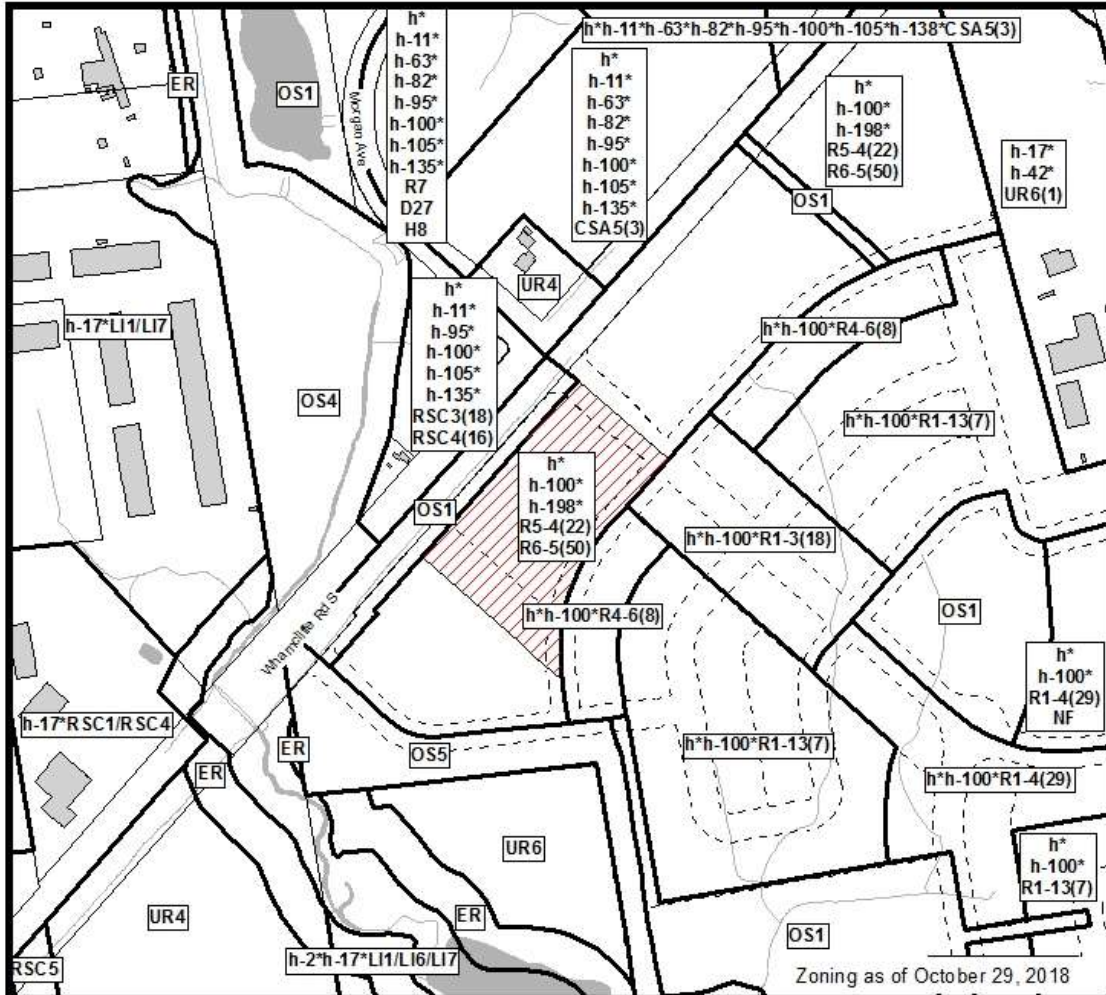 h*
h-11*
h-63*
h-82*
h-95*
h-100*
h-105*
h-135*
R7
D27
H8
h*h-11*h-63*h-82*h-95*h-100*h-105*h-138*CSA5(3)
h*
h-11*
h-63*
h-82*
h-95*
h-100*
h-105*
h-135*
CSA5(3)
h*
h-100*
h-198*
R5-4(22)
R6-5(50)
h-17*
h-42*
UR6(1)
ER
OS1
Morgan Ave
OS1
UR4
h-17*LI1/LI7
h*
h-11*
h-95*
h-100*
h-105*
h-135*
RSC3(18)
RSC4(16)
h*h-100*R4-6(8)
OS4
h*h-100*R1-13(7)
h*
h-100*
h-198*
R5-4(22)
R6-5(50)
OS1
h*h-100*R1-3(18)
Wharncliffe Rd S
h*h-100*R4-6(8)
OS1
h*
h-100*
R1-4(29)
NF
h-17*RSC1/RSC4
ER
ER
OS5
h*h-100*R1-13(7)
h*h-100*R1-4(29)
UR6
h*
h-100*
R1-13(7)
UR4
ER
OS1
h-2*h-17*LI1/LI6/LI7
RSC5
Zoning as of October 29, 2018